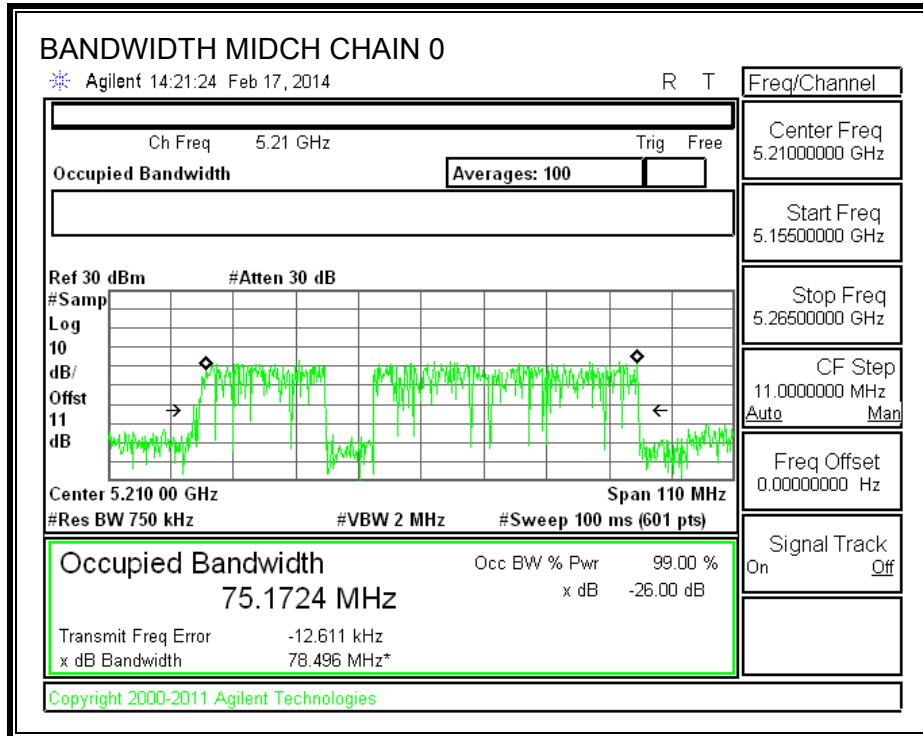 BANDWIDTH MIDCH CHAIN 0
Agilent 14:21:24 Feb 17, 2014 R T
Freq/Channel
Ch Freq 5.21 GHz Trig Free
Occupied Bandwidth Averages: 100
Center Freq
5.21000000 GHz
Start Freq
5.15500000 GHz
Stop Freq
5.26500000 GHz
CF Step
11.0000000 MHz
Auto Man
Freq Offset
0.00000000 Hz
Signal Track
On Off
Ref 30 dBm #Atten 30 dB
#Samp
Log
10
dB/
Offst
11
dB
Center 5.210 00 GHz Span 110 MHz
#Res BW 750 kHz #VBW 2 MHz #Sweep 100 ms (601 pts)
Occupied Bandwidth Occ BW % Pwr 99.00 %
75.1724 MHz x dB -26.00 dB
Transmit Freq Error -12.611 kHz
x dB Bandwidth 78.496 MHz*
Copyright 2000-2011 Agilent Technologies